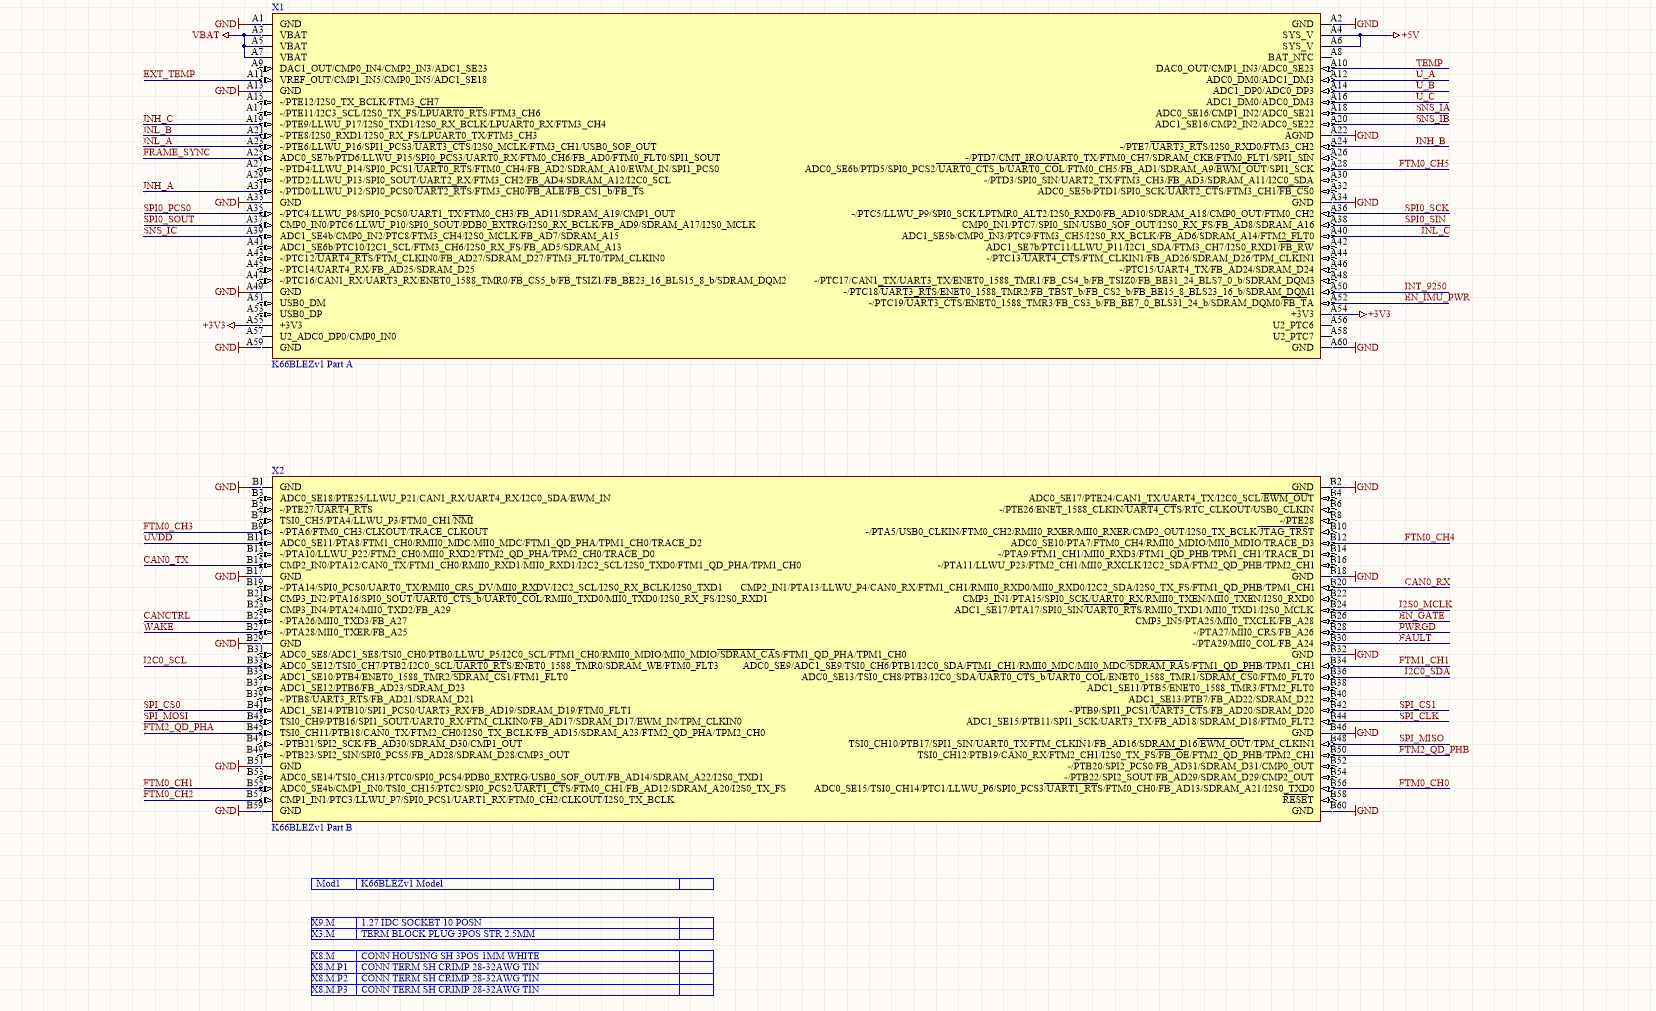 X1
GND A1 GND GND A2 GND
VBAT A3 VBAT SYS_V A4 +5V
A5 VBAT SYS_V A6
A7 VBAT BAT_NTC A8
A9 DAC1_OUT/CMP0_IN4/CMP2_IN3/ADC1_SE23 DAC0_OUT/CMP1_IN3/ADC0_SE23 A10 TEMP
EXT_TEMP A11 VREF_OUT/CMP1_IN5/CMP0_IN5/ADC1_SE18 ADC0_DM0/ADC1_DM3 A12 U_A
GND A13 GND ADC1_DP0/ADC0_DP3 A14 U_B
A15 -/PTE12/I2S0_TX_BCLK/FTM3_CH7 ADC1_DM0/ADC0_DM3 A16 U_C
A17 -/PTE11/I2C3_SCL/I2S0_TX_FS/LPUART0_RTS/FTM3_CH6 ADC0_SE16/CMP1_IN2/ADC0_SE21 A18 SNS_IA
INH_C A19 -/PTE9/LLWU_P17/I2S0_TXD1/I2S0_RX_BCLK/LPUART0_RX/FTM3_CH4 ADC1_SE16/CMP2_IN2/ADC0_SE22 A20 SNS_IB
INL_B A21 -/PTE8/I2S0_RXD1/I2S0_RX_FS/LPUART0_TX/FTM3_CH3 AGND A22 GND
INL_A A23 -/PTE6/LLWU_P16/SPI1_PCS3/UART3_CTS/I2S0_MCLK/FTM3_CH1/USB0_SOF_OUT -/PTE7/UART3_RTS/I2S0_RXD0/FTM3_CH2 A24 INH_B
FRAME_SYNC A25 ADC0_SE7b/PTD6/LLWU_P15/SPI0_PCS3/UART0_RX/FTM0_CH6/FB_AD0/FTM0_FLT0/SPI1_SOUT -/PTD7/CMT_IRO/UART0_TX/FTM0_CH7/SDRAM_CKE/FTM0_FLT1/SPI1_SIN A26
A27 -/PTD4/LLWU_P14/SPI0_PCS1/UART0_RTS/FTM0_CH4/FB_AD2/SDRAM_A10/EWM_IN/SPI1_PCS0 ADC0_SE6b/PTD5/SPI0_PCS2/UART0_CTS_b/UART0_COL/FTM0_CH5/FB_AD1/SDRAM_A9/EWM_OUT/SPI1_SCK A28 FTM0_CH5
A29 -/PTD2/LLWU_P13/SPI0_SOUT/UART2_RX/FTM3_CH2/FB_AD4/SDRAM_A12/I2C0_SCL -/PTD3/SPI0_SIN/UART2_TX/FTM3_CH3/FB_AD3/SDRAM_A11/I2C0_SDA A30
INH_A A31 -/PTD0/LLWU_P12/SPI0_PCS0/UART2_RTS/FTM3_CH0/FB_ALE/FB_CS1_b/FB_TS ADC0_SE5b/PTD1/SPI0_SCK/UART2_CTS/FTM3_CH1/FB_CS0 A32
GND A33 GND GND A34 GND
SPI0_PCS0 A35 -/PTC4/LLWU_P8/SPI0_PCS0/UART1_TX/FTM0_CH3/FB_AD11/SDRAM_A19/CMP1_OUT -/PTC5/LLWU_P9/SPI0_SCK/LPTMR0_ALT2/I2S0_RXD0/FB_AD10/SDRAM_A18/CMP0_OUT/FTM0_CH2 A36 SPI0_SCK
SPI0_SOUT A37 CMP0_IN0/PTC6/LLWU_P10/SPI0_SOUT/PDB0_EXTRG/I2S0_RX_BCLK/FB_AD9/SDRAM_A17/I2S0_MCLK CMP0_IN1/PTC7/SPI0_SIN/USB0_SOF_OUT/I2S0_RX_FS/FB_AD8/SDRAM_A16 A38 SPI0_SIN
SNS_IC A39 ADC1_SE4b/CMP0_IN2/PTC8/FTM3_CH4/I2S0_MCLK/FB_AD7/SDRAM_A15 ADC1_SE5b/CMP0_IN3/PTC9/FTM3_CH5/I2S0_RX_BCLK/FB_AD6/SDRAM_A14/FTM2_FLT0 A40 INL_C
A41 ADC1_SE6b/PTC10/I2C1_SCL/FTM3_CH6/I2S0_RX_FS/FB_AD5/SDRAM_A13 ADC1_SE7b/PTC11/LLWU_P11/I2C1_SDA/FTM3_CH7/I2S0_RXD1/FB_RW A42
A43 -/PTC12/UART4_RTS/FTM_CLKIN0/FB_AD27/SDRAM_D27/FTM3_FLT0/TPM_CLKIN0 -/PTC13/UART4_CTS/FTM_CLKIN1/FB_AD26/SDRAM_D26/TPM_CLKIN1 A44
A45 -/PTC14/UART4_RX/FB_AD25/SDRAM_D25 -/PTC15/UART4_TX/FB_AD24/SDRAM_D24 A46
A47 -/PTC16/CAN1_RX/UART3_RX/ENET0_1588_TMR0/FB_CS5_b/FB_TSIZ1/FB_BE23_16_BLS15_8_b/SDRAM_DQM2 -/PTC17/CAN1_TX/UART3_TX/ENET0_1588_TMR1/FB_CS4_b/FB_TSIZ0/FB_BE31_24_BLS7_0_b/SDRAM_DQM3 A48
GND A49 GND -/PTC18/UART3_RTS/ENET0_1588_TMR2/FB_TBST_b/FB_CS2_b/FB_BE15_8_BLS23_16_b/SDRAM_DQM1 A50 INT_9250
A51 USB0_DM -/PTC19/UART3_CTS/ENET0_1588_TMR3/FB_CS3_b/FB_BE7_0_BLS31_24_b/SDRAM_DQM0/FB_TA A52 EN_IMU_PWR
A53 USB0_DP +3V3 A54 +3V3
+3V3 A55 +3V3 U2_PTC6 A56
A57 U2_ADC0_DP0/CMP0_IN0 U2_PTC7 A58
GND A59 GND GND A60 GND
K66BLEZv1 Part A
X2
GND B1 GND GND B2 GND
B3 ADC0_SE18/PTE25/LLWU_P21/CAN1_RX/UART4_RX/I2C0_SDA/EWM_IN ADC0_SE17/PTE24/CAN1_TX/UART4_TX/I2C0_SCL/EWM_OUT B4
B5 -/PTE27/UART4_RTS -/PTE26/ENET_1588_CLKIN/UART4_CTS/RTC_CLKOUT/USB0_CLKIN B6
B7 TSI0_CH5/PTA4/LLWU_P3/FTM0_CH1/NMI -/PTE28 B8
FTM0_CH3 B9 -/PTA6/FTM0_CH3/CLKOUT/TRACE_CLKOUT -/PTA5/USB0_CLKIN/FTM0_CH2/RMII0_RXER/MII0_RXER/CMP2_OUT/I2S0_TX_BCLK/JTAG_TRST B10
UVDD B11 ADC0_SE11/PTA8/FTM1_CH0/RMII0_MDC/MII0_MDC/FTM1_QD_PHA/TPM1_CH0/TRACE_D2 ADC0_SE10/PTA7/FTM0_CH4/RMII0_MDIO/MII0_MDIO/TRACE_D3 B12 FTM0_CH4
B13 -/PTA10/LLWU_P22/FTM2_CH0/MII0_RXD2/FTM2_QD_PHA/TPM2_CH0/TRACE_D0 -/PTA9/FTM1_CH1/MII0_RXD3/FTM1_QD_PHB/TPM1_CH1/TRACE_D1 B14
CAN0_TX B15 CMP2_IN0/PTA12/CAN0_TX/FTM1_CH0/RMII0_RXD1/MII0_RXD1/I2C2_SCL/I2S0_TXD0/FTM1_QD_PHA/TPM1_CH0 -/PTA11/LLWU_P23/FTM2_CH1/MII0_RXCLK/I2C2_SDA/FTM2_QD_PHB/TPM2_CH1 B16
GND B17 GND GND B18 GND
B19 -/PTA14/SPI0_PCS0/UART0_TX/RMII0_CRS_DV/MII0_RXDV/I2C2_SCL/I2S0_RX_BCLK/I2S0_TXD1 CMP2_IN1/PTA13/LLWU_P4/CAN0_RX/FTM1_CH1/RMII0_RXD0/MII0_RXD0/I2C2_SDA/I2S0_TX_FS/FTM1_QD_PHB/TPM1_CH1 B20 CAN0_RX
B21 CMP3_IN2/PTA16/SPI0_SOUT/UART0_CTS_b/UART0_COL/RMII0_TXD0/MII0_TXD0/I2S0_RX_FS/I2S0_RXD1 CMP3_IN1/PTA15/SPI0_SCK/UART0_RX/RMII0_TXEN/MII0_TXEN/I2S0_RXD0 B22
B23 CMP3_IN4/PTA24/MII0_TXD2/FB_A29 ADC1_SE17/PTA17/SPI0_SIN/UART0_RTS/RMII0_TXD1/MII0_TXD1/I2S0_MCLK B24 I2S0_MCLK
CANCTRL B25 -/PTA26/MII0_TXD3/FB_A27 CMP3_IN5/PTA25/MII0_TXCLK/FB_A28 B26 EN_GATE
WAKE B27 -/PTA28/MII0_TXER/FB_A25 -/PTA27/MII0_CRS/FB_A26 B28 PWRGD
GND B29 GND -/PTA29/MII0_COL/FB_A24 B30 FAULT
B31 ADC0_SE8/ADC1_SE8/TSI0_CH0/PTB0/LLWU_P5/I2C0_SCL/FTM1_CH0/RMII0_MDIO/MII0_MDIO/SDRAM_CAS/FTM1_QD_PHA/TPM1_CH0 GND B32 GND
I2C0_SCL B33 ADC0_SE12/TSI0_CH7/PTB2/I2C0_SCL/UART0_RTS/ENET0_1588_TMR0/SDRAM_WE/FTM0_FLT3 ADC0_SE9/ADC1_SE9/TSI0_CH6/PTB1/I2C0_SDA/FTM1_CH1/RMII0_MDC/MII0_MDC/SDRAM_RAS/FTM1_QD_PHB/TPM1_CH1 B34 FTM1_CH1
B35 ADC1_SE10/PTB4/ENET0_1588_TMR2/SDRAM_CS1/FTM1_FLT0 ADC0_SE13/TSI0_CH8/PTB3/I2C0_SDA/UART0_CTS_b/UART0_COL/ENET0_1588_TMR1/SDRAM_CS0/FTM0_FLT0 B36 I2C0_SDA
B37 ADC1_SE12/PTB6/FB_AD23/SDRAM_D23 ADC1_SE11/PTB5/ENET0_1588_TMR3/FTM2_FLT0 B38
B39 -/PTB8/UART3_RTS/FB_AD21/SDRAM_D21 ADC1_SE13/PTB7/FB_AD22/SDRAM_D22 B40
SPI_CS0 B41 ADC1_SE14/PTB10/SPI1_PCS0/UART3_RX/FB_AD19/SDRAM_D19/FTM0_FLT1 -/PTB9/SPI1_PCS1/UART3_CTS/FB_AD20/SDRAM_D20 B42 SPI_CS1
SPI_MOSI B43 TSI0_CH9/PTB16/SPI1_SOUT/UART0_RX/FTM_CLKIN0/FB_AD17/SDRAM_D17/EWM_IN/TPM_CLKIN0 ADC1_SE15/PTB11/SPI1_SCK/UART3_TX/FB_AD18/SDRAM_D18/FTM0_FLT2 B44 SPI_CLK
FTM2_QD_PHA B45 TSI0_CH11/PTB18/CAN0_TX/FTM2_CH0/I2S0_TX_BCLK/FB_AD15/SDRAM_A23/FTM2_QD_PHA/TPM2_CH0 GND B46 GND
B47 -/PTB21/SPI2_SCK/FB_AD30/SDRAM_D30/CMP1_OUT TSI0_CH10/PTB17/SPI1_SIN/UART0_TX/FTM_CLKIN1/FB_AD16/SDRAM_D16/EWM_OUT/TPM_CLKIN1 B48 SPI_MISO
B49 -/PTB23/SPI2_SIN/SPI0_PCS5/FB_AD28/SDRAM_D28/CMP3_OUT TSI0_CH12/PTB19/CAN0_RX/FTM2_CH1/I2S0_TX_FS/FB_OE/FTM2_QD_PHB/TPM2_CH1 B50 FTM2_QD_PHB
GND B51 GND -/PTB20/SPI2_PCS0/FB_AD31/SDRAM_D31/CMP0_OUT B52
B53 ADC0_SE14/TSI0_CH13/PTC0/SPI0_PCS4/PDB0_EXTRG/USB0_SOF_OUT/FB_AD14/SDRAM_A22/I2S0_TXD1 -/PTB22/SPI2_SOUT/FB_AD29/SDRAM_D29/CMP2_OUT B54
FTM0_CH1 B55 ADC0_SE4b/CMP1_IN0/TSI0_CH15/PTC2/SPI0_PCS2/UART1_CTS/FTM0_CH1/FB_AD12/SDRAM_A20/I2S0_TX_FS ADC0_SE15/TSI0_CH14/PTC1/LLWU_P6/SPI0_PCS3/UART1_RTS/FTM0_CH0/FB_AD13/SDRAM_A21/I2S0_TXD0 B56 FTM0_CH0
FTM0_CH2 B57 CMP1_IN1/PTC3/LLWU_P7/SPI0_PCS1/UART1_RX/FTM0_CH2/CLKOUT/I2S0_TX_BCLK RESET B58
GND B59 GND GND B60 GND
K66BLEZv1 Part B
Mod1 K66BLEZv1 Model
X9.M 1.27 IDC SOCKET 10 POSN
X3.M TERM BLOCK PLUG 3POS STR 2.5MM
X8.M CONN HOUSING SH 3POS 1MM WHITE
X8.M.P1 CONN TERM SH CRIMP 28-32AWG TIN
X8.M.P2 CONN TERM SH CRIMP 28-32AWG TIN
X8.M.P3 CONN TERM SH CRIMP 28-32AWG TIN